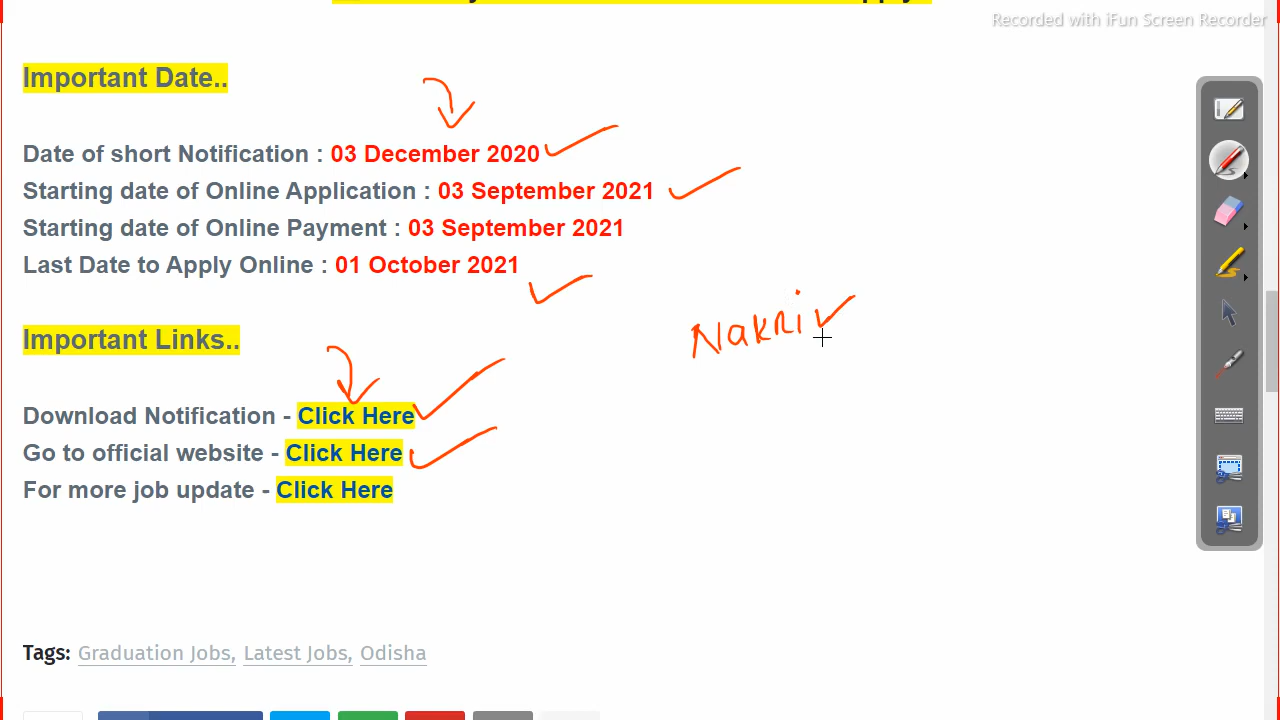 Recorded with iFun Screen Recorder
Important Date..
Date of short Notification : 03 December 2020
Starting date of Online Application : 03 September 2021
Starting date of Online Payment : 03 September 2021
Last Date to Apply Online : 01 October 2021
Nakri
Important Links..
Download Notification - Click Here
Go to official website - Click Here
For more job update - Click Here
Tags: Graduation Jobs, Latest Jobs, Odisha